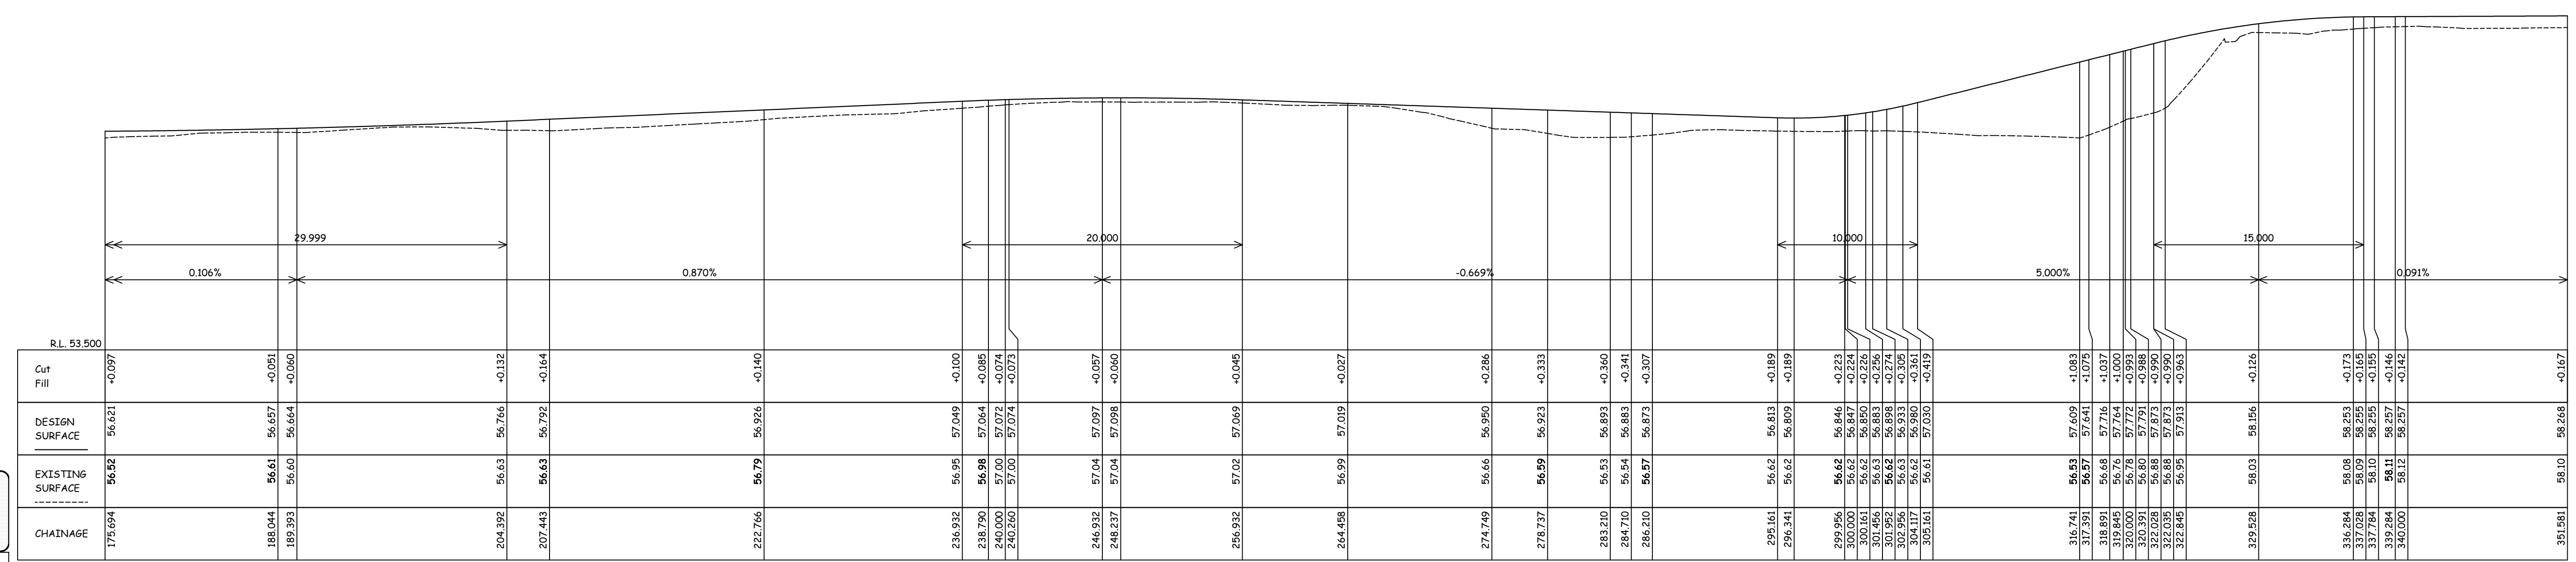 29.999 20.000 10.000 15.000
0.106% 0.870% -0.669% 5.000% 0.091%
R.L. 53.500
Cut
Fill
+0.097 +0.051 +0.060 +0.132 +0.164 +0.140 +0.100 +0.085 +0.074 +0.073 +0.057 +0.060 +0.045 +0.027 +0.286 +0.333 +0.360 +0.341 +0.307 +0.189 +0.189 +0.223 +0.224 +0.226 +0.256 +0.274 +0.305 +0.361 +0.419 +1.083 +1.075 +1.037 +1.000 +0.993 +0.988 +0.990 +0.990 +0.963 +0.126 +0.173 +0.165 +0.155 +0.146 +0.142 +0.167
DESIGN
SURFACE
56.621 56.657 56.664 56.766 56.792 56.926 57.049 57.064 57.072 57.074 57.097 57.098 57.069 57.019 56.950 56.923 56.893 56.883 56.873 56.813 56.809 56.846 56.847 56.850 56.883 56.898 56.933 56.980 57.030 57.609 57.641 57.716 57.764 57.772 57.791 57.873 57.873 57.913 58.156 58.253 58.255 58.255 58.257 58.257 58.268
EXISTING
SURFACE
56.52 56.61 56.60 56.63 56.63 56.79 56.95 56.98 57.00 57.00 57.04 57.04 57.02 56.99 56.66 56.59 56.53 56.54 56.57 56.62 56.62 56.62 56.62 56.62 56.63 56.62 56.63 56.62 56.61 56.53 56.57 56.68 56.76 56.78 56.80 56.88 56.88 56.95 58.03 58.08 58.09 58.10 58.11 58.12 58.10
CHAINAGE
175.694 188.044 189.393 204.392 207.443 222.766 236.932 238.790 240.000 240.260 246.932 248.237 256.932 264.458 274.749 278.737 283.210 284.710 286.210 295.161 296.341 299.956 300.000 300.161 301.456 301.952 302.956 304.117 305.161 316.741 317.391 318.891 319.845 320.000 320.391 322.028 322.035 322.845 329.528 336.284 337.028 337.784 339.284 340.000 351.581